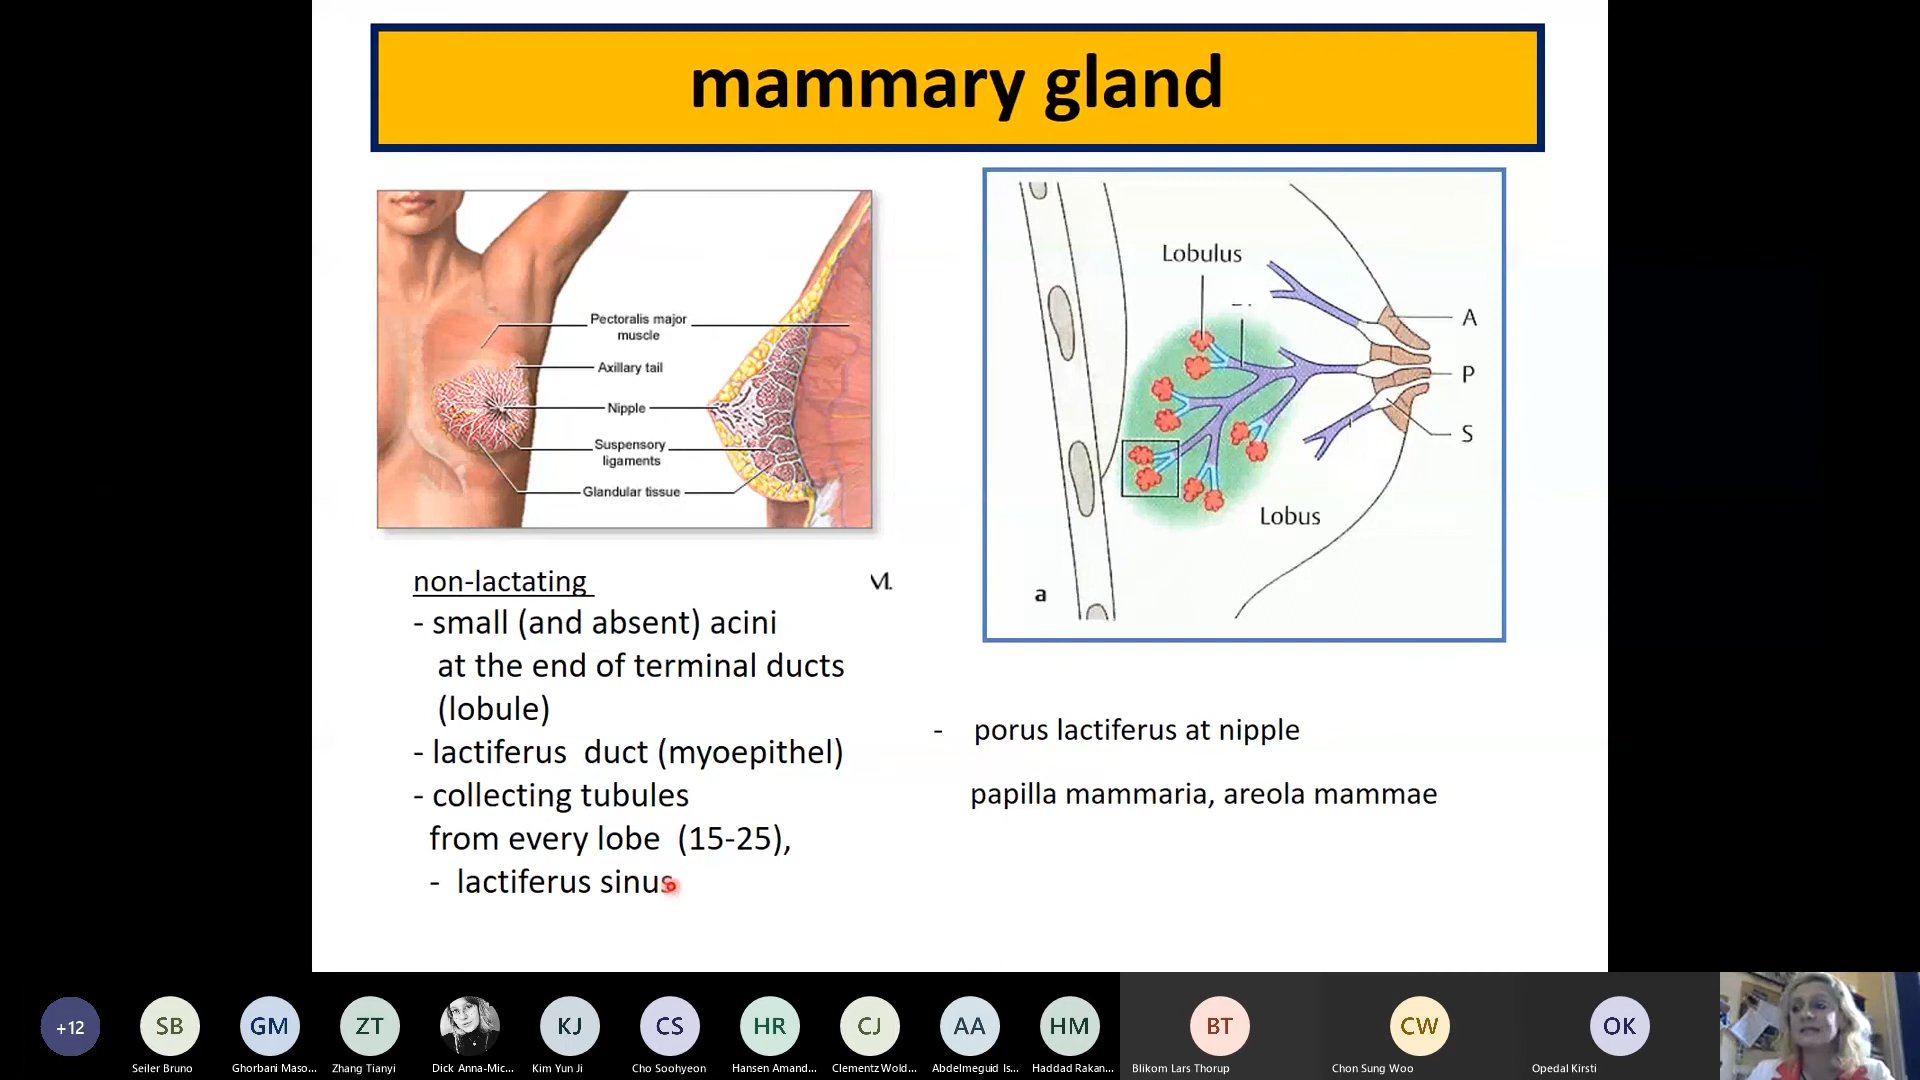 mammary gland
Pectoralis major
muscle
Axillary tail
Nipple
Suspensory
ligaments
Glandular tissue
Lobulus
A
P
S
Lobus
a
non-lactating
- small (and absent) acini
at the end of terminal ducts
(lobule)
- lactiferus duct (myoepithel)
- collecting tubules
from every lobe (15-25),
- lactiferus sinus
M.
- porus lactiferus at nipple
papilla mammaria, areola mammae
+12
SB
GM
ZT
KJ
CS
HR
CJ
AA
HM
BT
CW
OK
Seiler Bruno
Ghorbani Maso...
Zhang Tianyi
Dick Anna-Mic...
Kim Yun Ji
Cho Soohyeon
Hansen Amand...
Clementz Wold...
Abdelmeguid Is...
Haddad Rakan...
Blikom Lars Thorup
Chon Sung Woo
Opedal Kirsti